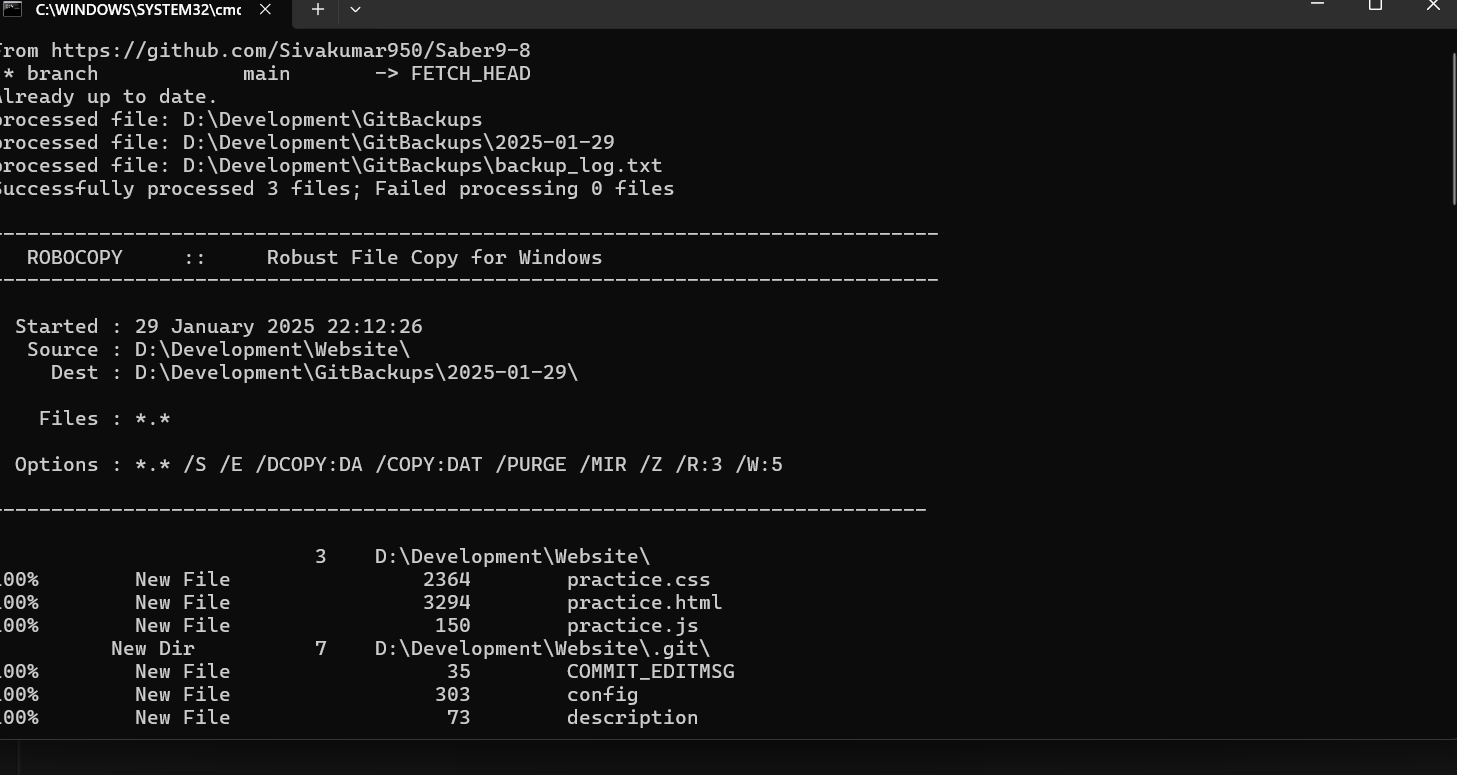 C:\WINDOWS\SYSTEM32\cmd
From https://github.com/Sivakumar950/Saber9-8
* branch            main       -> FETCH_HEAD
Already up to date.
processed file: D:\Development\GitBackups
processed file: D:\Development\GitBackups\2025-01-29
processed file: D:\Development\GitBackups\backup_log.txt
Successfully processed 3 files; Failed processing 0 files
-------------------------------------------------------------------------------
ROBOCOPY     ::     Robust File Copy for Windows
-------------------------------------------------------------------------------
Started : 29 January 2025 22:12:26
Source : D:\Development\Website\
Dest : D:\Development\GitBackups\2025-01-29\
Files : *.*
Options : *.* /S /E /DCOPY:DA /COPY:DAT /PURGE /MIR /Z /R:3 /W:5
------------------------------------------------------------------------------
3    D:\Development\Website\
100%        New File                2364        practice.css
100%        New File                3294        practice.html
100%        New File                 150        practice.js
New Dir          7    D:\Development\Website\.git\
100%        New File                  35        COMMIT_EDITMSG
100%        New File                 303        config
100%        New File                  73        description